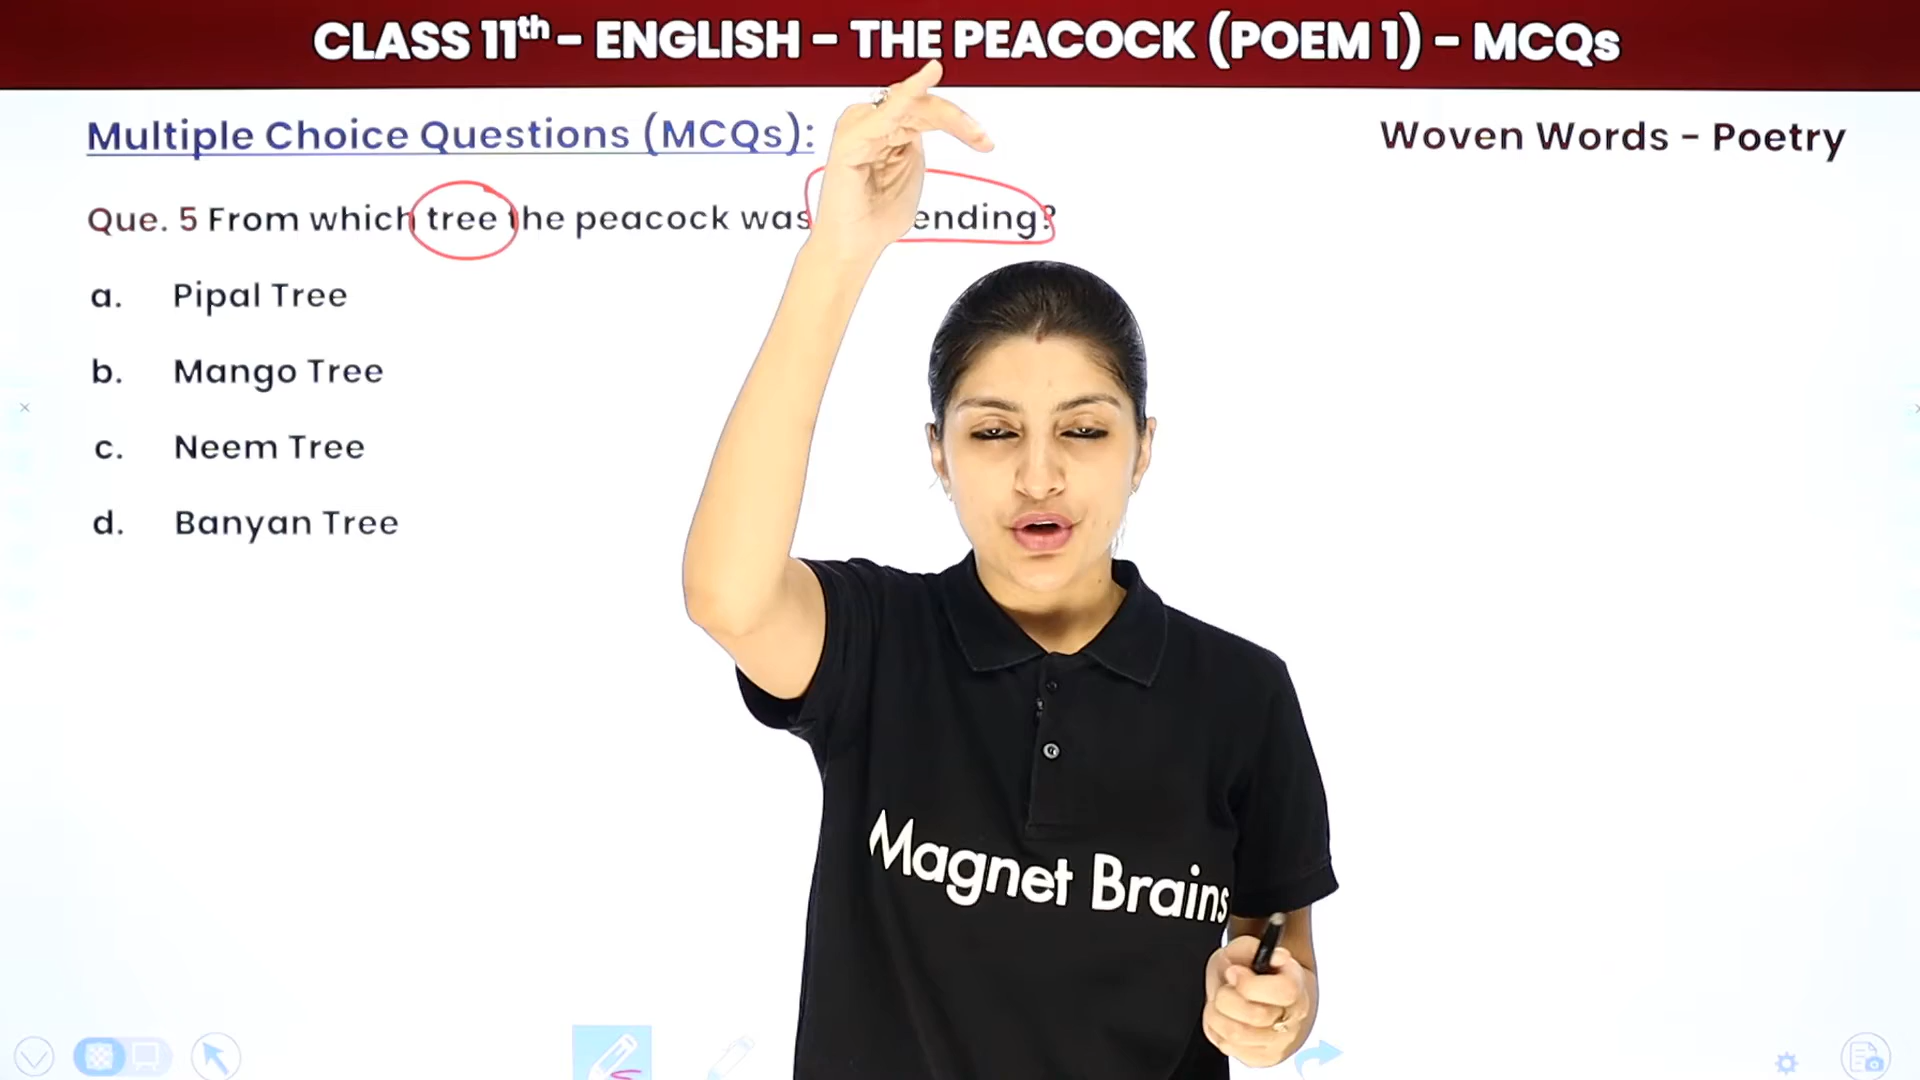 CLASS 11th - ENGLISH - THE PEACOCK (POEM 1) - MCQs
Multiple Choice Questions (MCQs):
Woven Words - Poetry
Que. 5 From which tree the peacock was ending?
a. Pipal Tree
b. Mango Tree
c. Neem Tree
d. Banyan Tree
Magnet Brains